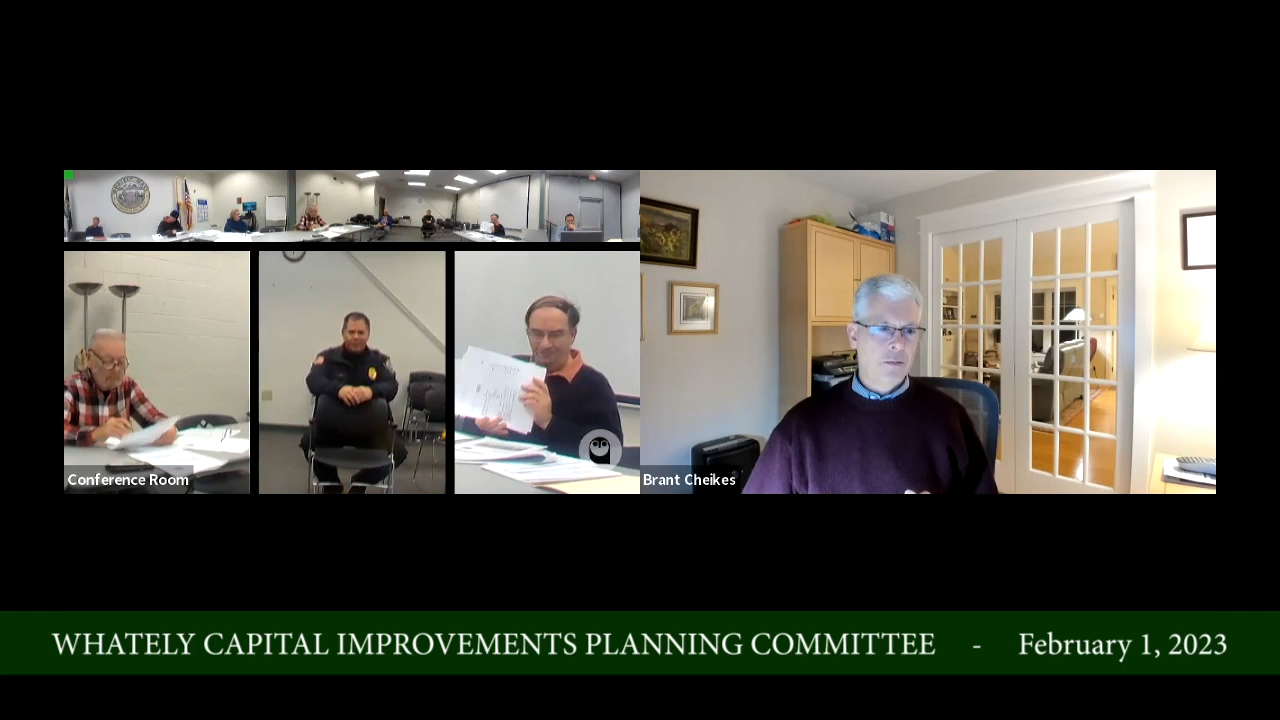 Conference Room
Brant Cheikes
WHATELY CAPITAL IMPROVEMENTS PLANNING COMMITTEE - February 1, 2023